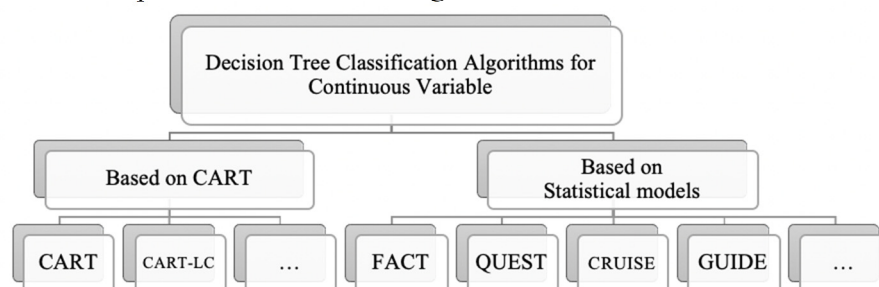 Decision Tree Classification Algorithms for
Continuous Variable
Based on CART
Based on
Statistical models
CART
CART-LC
...
FACT
QUEST
CRUISE
GUIDE
...